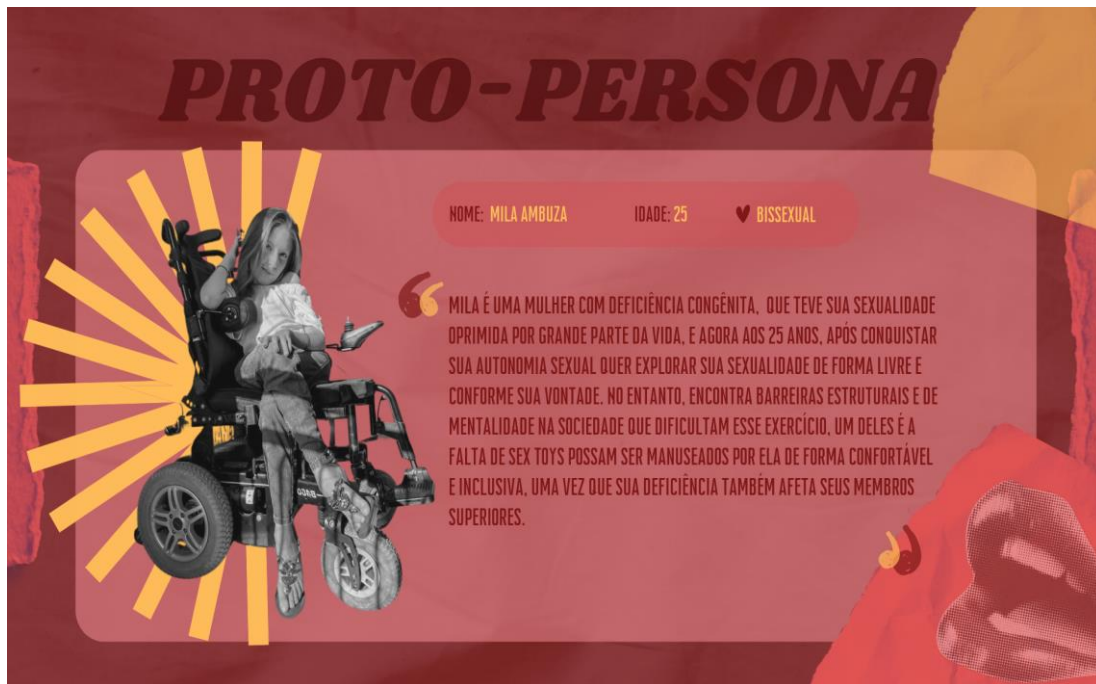 PROTO-PERSONA
NOME: MILA AMBUZA IDADE: 25 BISSEXUAL
MILA É UMA MULHER COM DEFICIÊNCIA CONGÊNITA, QUE TEVE SUA SEXUALIDADE
OPRIMIDA POR GRANDE PARTE DA VIDA, E AGORA AOS 25 ANOS, APÓS CONQUISTAR
SUA AUTONOMIA SEXUAL QUER EXPLORAR SUA SEXUALIDADE DE FORMA LIVRE E
CONFORME SUA VONTADE. NO ENTANTO, ENCONTRA BARREIRAS ESTRUTURAIS E DE
MENTALIDADE NA SOCIEDADE QUE DIFICULTAM ESSE EXERCÍCIO, UM DELES É A
FALTA DE SEX TOYS POSSAM SER MANUSEADOS POR ELA DE FORMA CONFORTÁVEL
E INCLUSIVA, UMA VEZ QUE SUA DEFICIÊNCIA TAMBÉM AFETA SEUS MEMBROS
SUPERIORES.